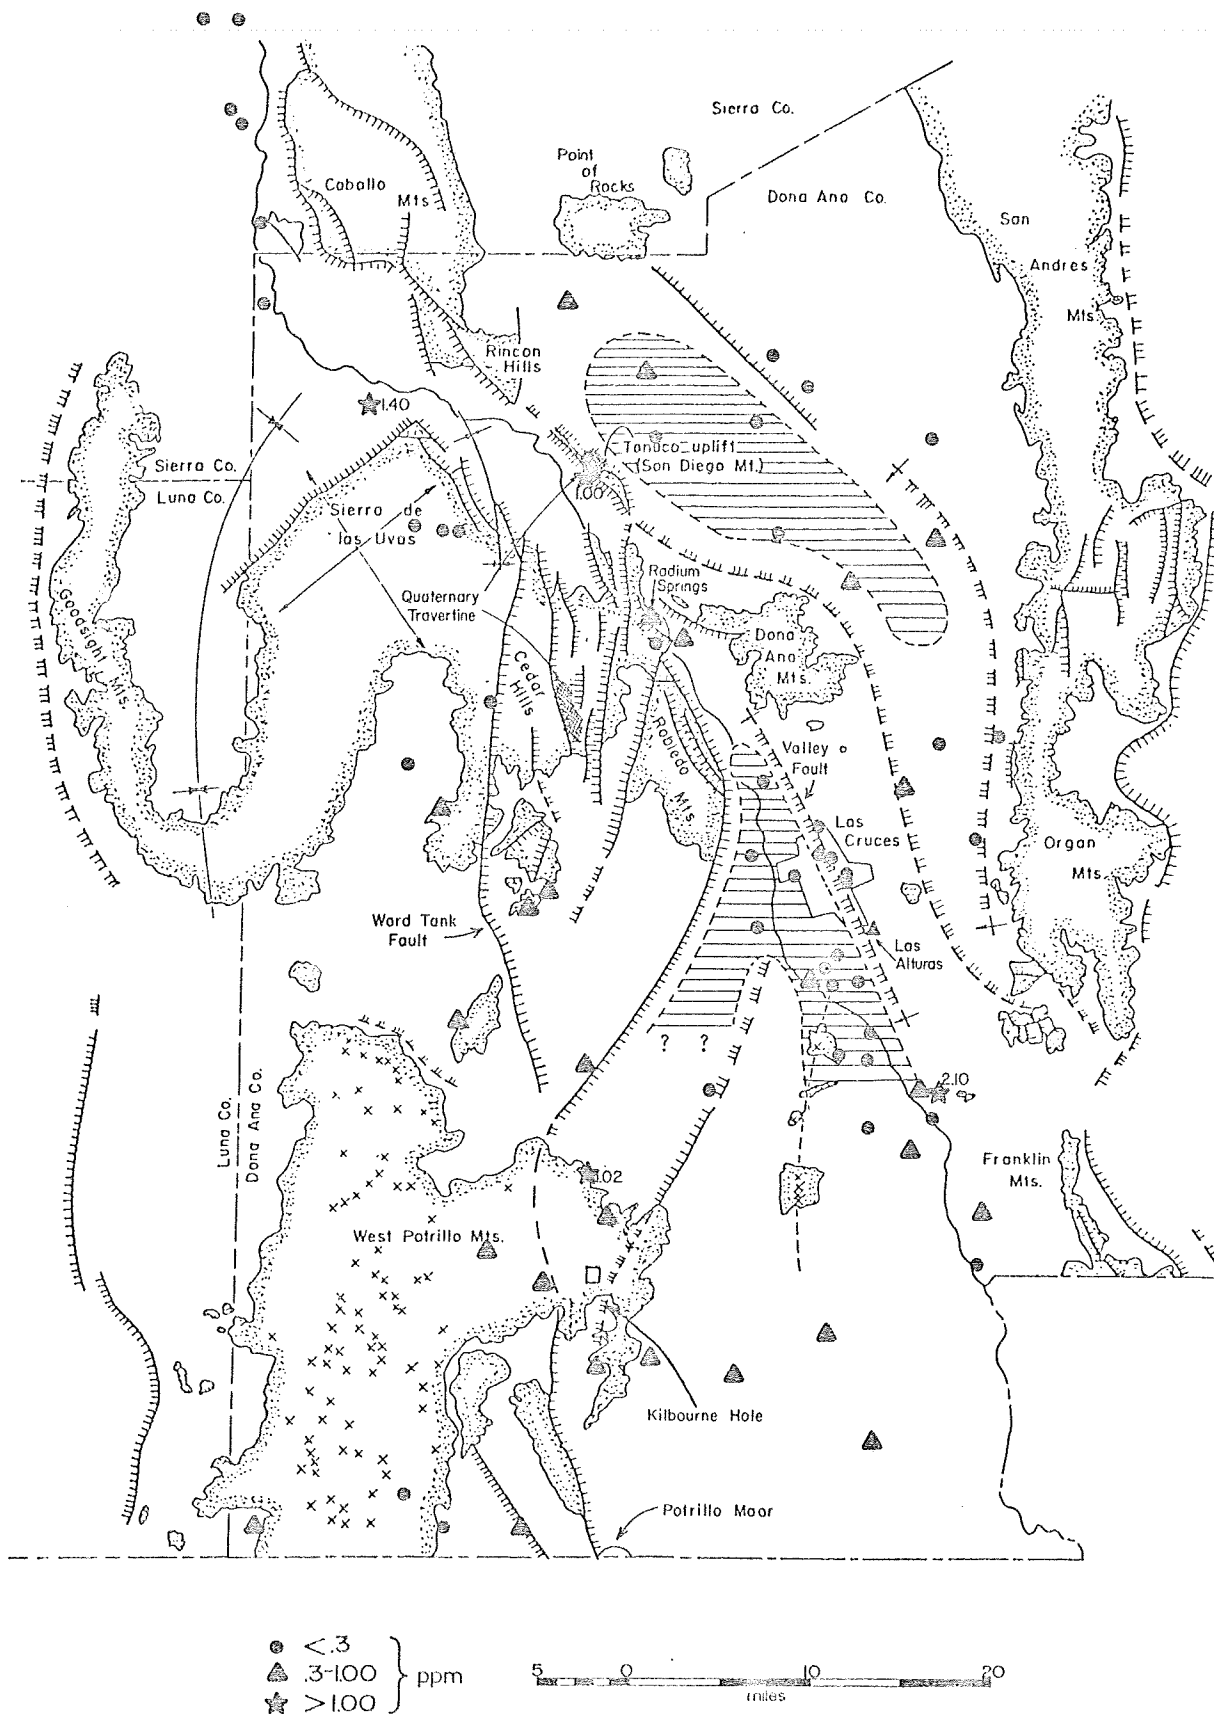 Sierra Co.
Point
of
Rocks
Caballo
Mts
Dona Ana Co.
San
Andres
Mts
Rincon
Hills
1.40
Tonuco uplift
(San Diego Mt.)
1.00
Sierra Co.
Luna Co.
Sierra de
las Uvas
Radium
Springs
Quaternary
Travertine
Goodsight
Mts.
Cedar
Hills
Dona
Ana
Mts.
Robledo
Mts.
Valley
Fault
Las
Cruces
Organ
Mts.
Ward Tank
Fault
Las
Alturas
? ?
2.10
Luna Co.
Dona Ana Co.
Franklin
Mts.
1.02
West Potrillo Mts.
Kilbourne Hole
Potrillo Maar
<.3
.3-1.00
>1.00
ppm
5 0 10 20
miles